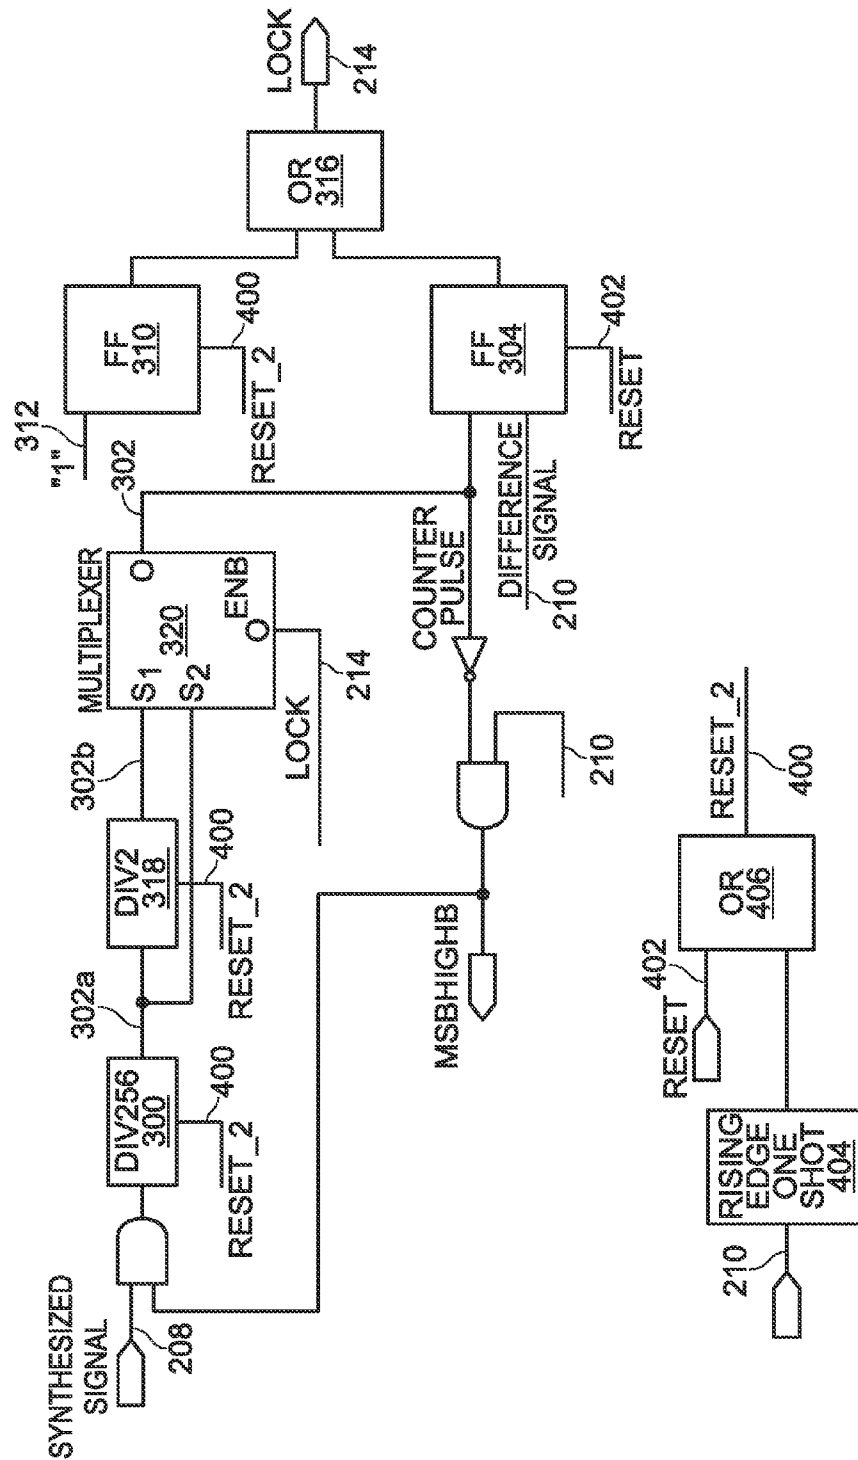 SYNTHESIZED
SIGNAL
208
DIV256
300
RESET_2
400
302a
DIV2
318
RESET_2
400
302b
MULTIPLEXER
S1
S2
320
O
ENB
O
LOCK
214
302
312
"1"
FF
310
RESET_2
400
OR
316
LOCK
214
MSBHIGHB
210
COUNTER
PULSE
DIFFERENCE
SIGNAL
210
FF
304
RESET
402
210
RISING
EDGE
ONE
SHOT
404
RESET
402
OR
406
RESET_2
400